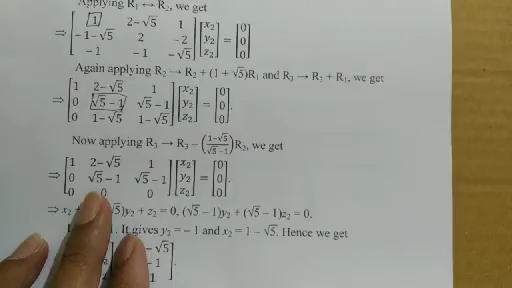 Applying R₁ ↔ R₂, we get
⇒ [1 2−√5 1; −1−√5 2 −2; −1 −1 −√5] [x₂; y₂; z₂] = [0; 0; 0]
Again applying R₂ → R₂ + (1 + √5)R₁ and R₃ → R₃ + R₁, we get
⇒ [1 2−√5 1; 0 √5−1 √5−1; 0 1−√5 1−√5] [x₂; y₂; z₂] = [0; 0; 0].
Now applying R₃ → R₃ − ((1−√5)/(√5−1))R₂, we get
⇒ [1 2−√5 1; 0 √5−1 √5−1; 0 0 0] [x₂; y₂; z₂] = [0; 0; 0].
⇒ x₂ √5)y₂ + z₂ = 0, (√5 − 1)y₂ + (√5 − 1)z₂ = 0.
1. It gives y₂ = − 1 and x₂ = 1 − √5. Hence we get
− √5
− 1
1